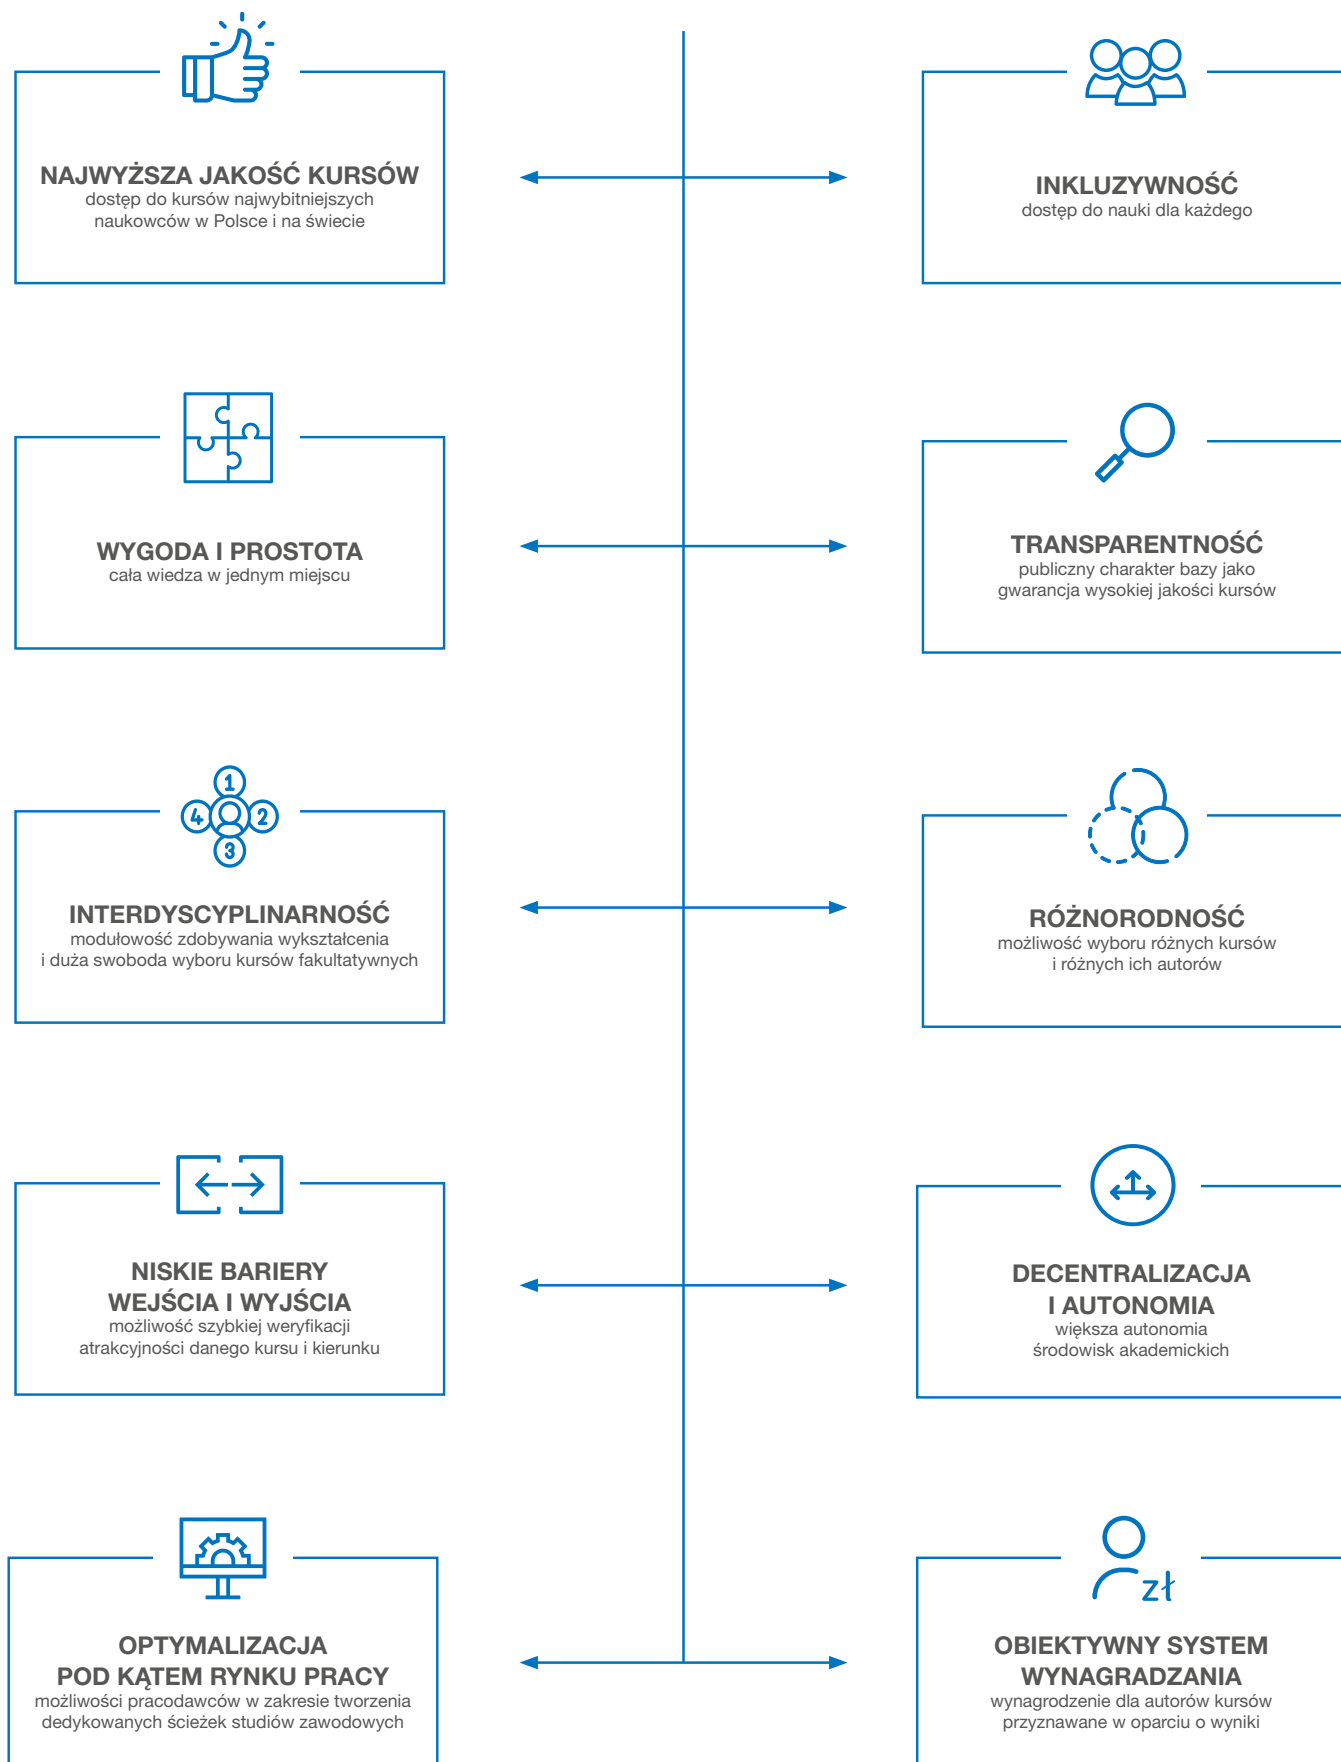 NAJWYŻSZA JAKOŚĆ KURSÓW
dostęp do kursów najwybitniejszych
naukowców w Polsce i na świecie
INKLUZYWNOŚĆ
dostęp do nauki dla każdego
WYGODA I PROSTOTA
cała wiedza w jednym miejscu
TRANSPARENTNOŚĆ
publiczny charakter bazy jako
gwarancja wysokiej jakości kursów
1
4
2
3
INTERDYSCYPLINARNOŚĆ
modułowość zdobywania wykształcenia
i duża swoboda wyboru kursów fakultatywnych
RÓŻNORODNOŚĆ
możliwość wyboru różnych kursów
i różnych ich autorów
NISKIE BARIERY
WEJŚCIA I WYJŚCIA
możliwość szybkiej weryfikacji
atrakcyjności danego kursu i kierunku
DECENTRALIZACJA
I AUTONOMIA
większa autonomia
środowisk akademickich
OPTYMALIZACJA
POD KĄTEM RYNKU PRACY
możliwości pracodawców w zakresie tworzenia
dedykowanych ścieżek studiów zawodowych
zł
OBIEKTYWNY SYSTEM
WYNAGRADZANIA
wynagrodzenie dla autorów kursów
przyznawane w oparciu o wyniki